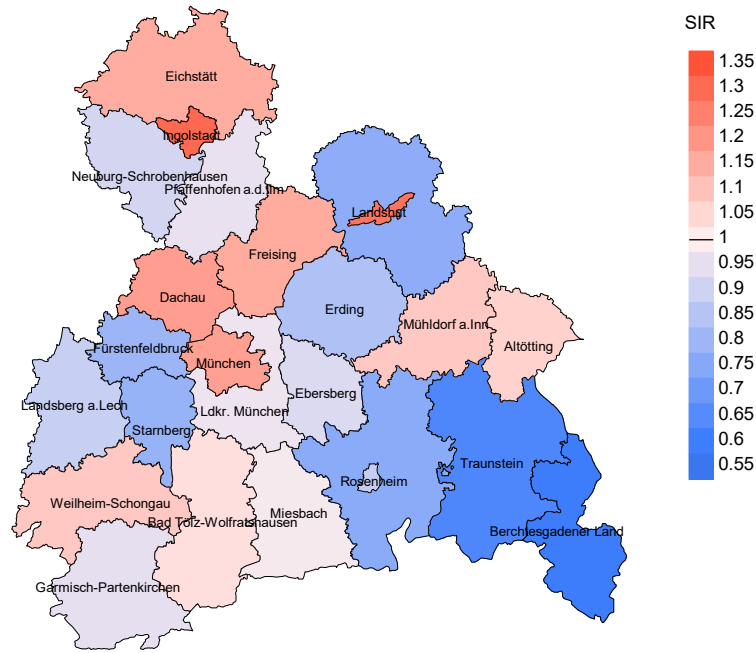 SIR
Eichstätt
Ingolstadt
Neuburg-Schrobenhausen
Pfaffenhofen a.d.Ilm
Landshut
Freising
Dachau
Erding
Mühldorf a.Inn
Altötting
Fürstenfeldbruck
München
Ebersberg
Landsberg a.Lech
Ldkr. München
Starnberg
Traunstein
Rosenheim
Weilheim-Schongau
Miesbach
Bad Tölz-Wolfratshausen
Berchtesgadener Land
Garmisch-Partenkirchen
1.35
1.3
1.25
1.2
1.15
1.1
1.05
1
0.95
0.9
0.85
0.8
0.75
0.7
0.65
0.6
0.55